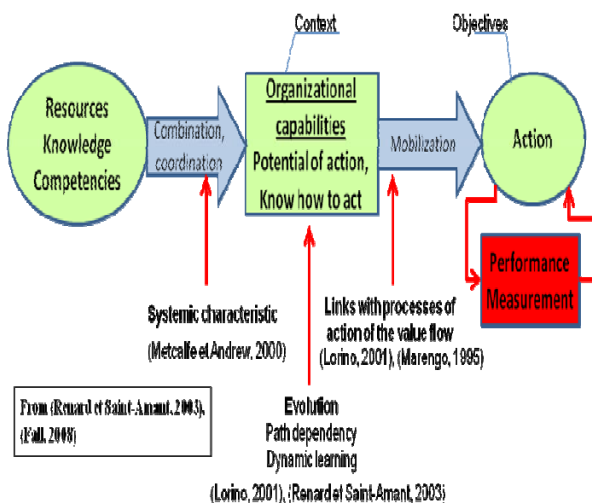 Context
Objectives
Resources
Knowledge
Competencies
Combination,
coordination
Organizational
capabilities
Potential of action,
Know how to act
Mobilization
Action
Performance
Measurement
Systemic characteristic
(Metcalfe et Andrew, 2000)
Links with processes of
action of the value flow
(Lorino, 2001), (Marengo, 1995)
From (Renard et Saint-Amant, 2003),
(Fall, 2008)
Evolution
Path dependency
Dynamic learning
(Lorino, 2001), (Renard et Saint-Amant, 2003)